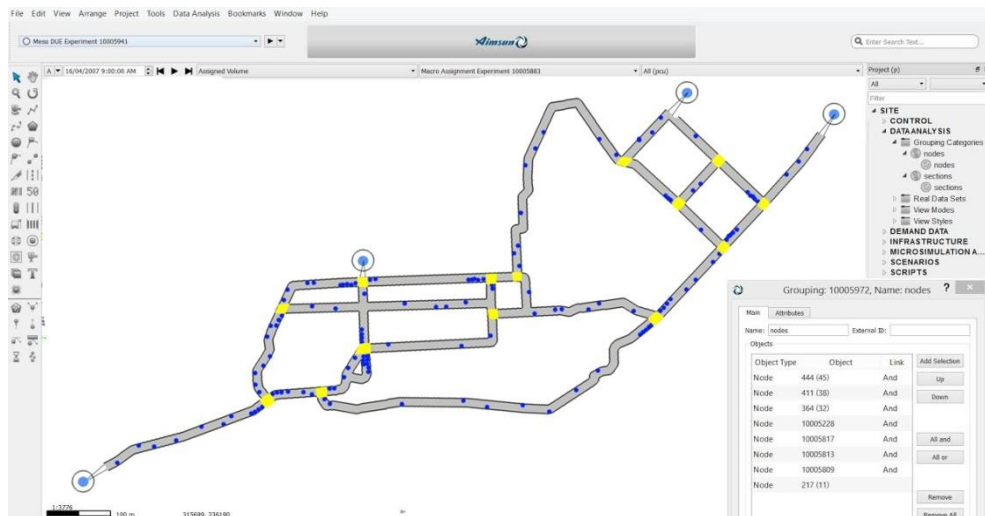 File Edit View Arrange Project Tools Data Analysis Bookmarks Window Help
Meso DUE Experiment 10005941
Aimsun
Enter Search Text...
A 16/04/2007 9:00:00 AM Assigned Volume Macro Assignment Experiment 10005883 All (pcu)
Project (p)
All
Filter
SITE
CONTROL
DATA ANALYSIS
Grouping Categories
nodes
nodes
sections
sections
Real Data Sets
View Modes
View Styles
DEMAND DATA
INFRASTRUCTURE
MICROSIMULATION A...
SCENARIOS
SCRIPTS
50
Grouping: 10005972, Name: nodes ?
Main Attributes
Name: nodes External ID:
Objects
Object Type Object Link Add Selection
Node 444 (45) And Up
Node 411 (38) And Down
Node 364 (32) And
Node 10005228 And
Node 10005817 And All and
Node 10005813 And All or
Node 10005809 And
Node 217 (11)
Remove
Remove All
1:3776
100 m 315699, 236190